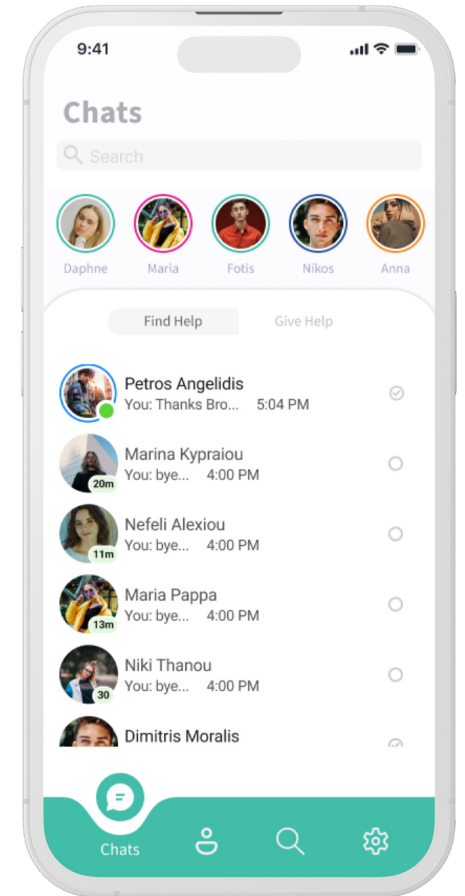 9:41
Chats
Search
Daphne Maria Fotis Nikos Anna
Find Help Give Help
Petros Angelidis
You: Thanks Bro... 5:04 PM
Marina Kypraiou
You: bye... 4:00 PM
20m
Nefeli Alexiou
You: bye... 4:00 PM
11m
Maria Pappa
You: bye... 4:00 PM
13m
Niki Thanou
You: bye... 4:00 PM
30
Dimitris Moralis
Chats